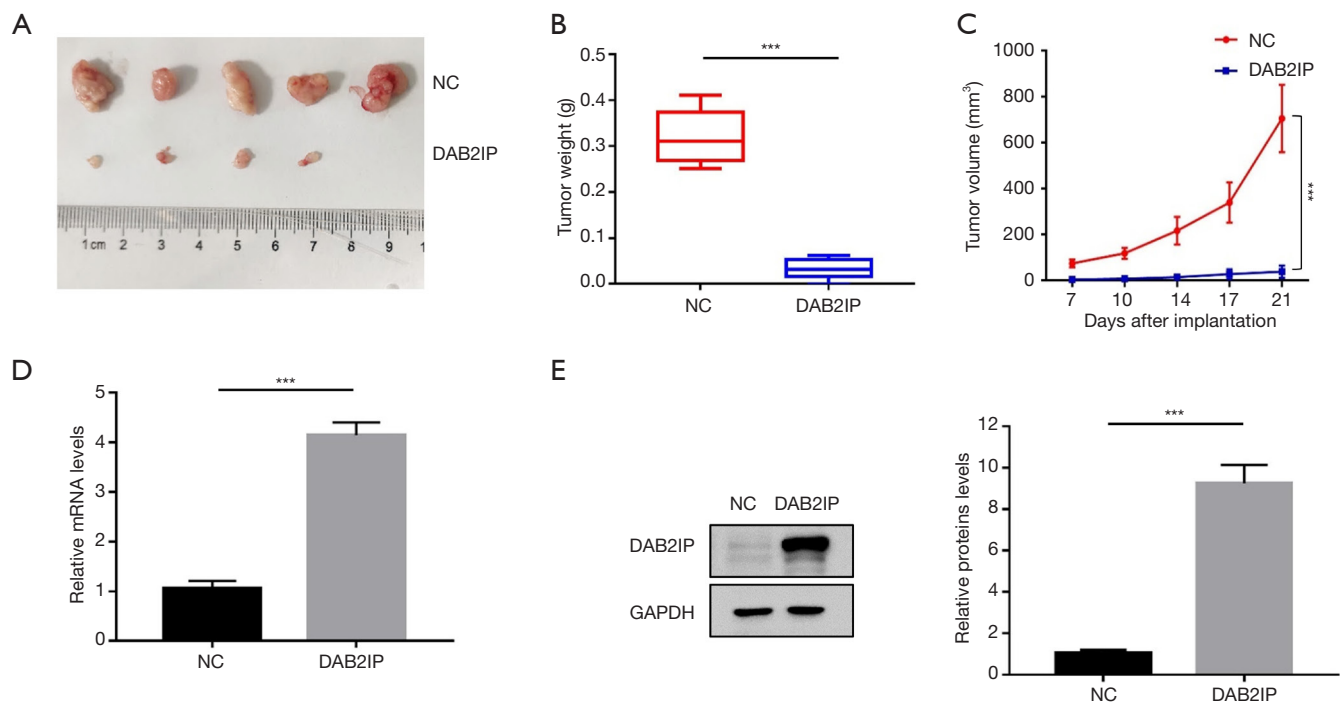 A
NC
DAB2IP
1 cm 2 3 4 5 6 7 8 9 1
B
***
Tumor weight (g)
0.5
0.4
0.3
0.2
0.1
0.0
NC DAB2IP
C
NC
DAB2IP
Tumor volume (mm³)
1000
800
600
400
200
0
***
7 10 14 17 21
Days after implantation
D
***
Relative mRNA levels
5
4
3
2
1
0
NC DAB2IP
E
NC DAB2IP
DAB2IP
GAPDH
***
Relative proteins levels
12
10
8
6
4
2
0
NC DAB2IP